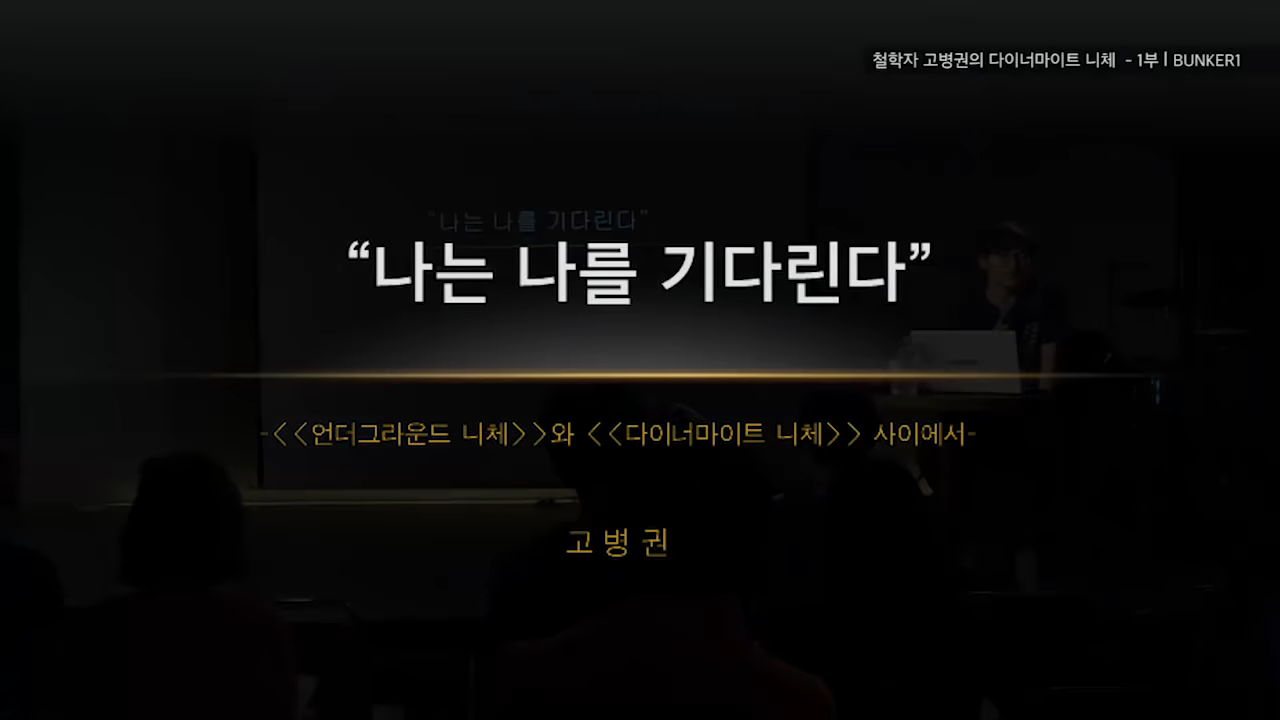 철학자 고병권의 다이너마이트 니체 - 1부 | BUNKER1
“나는 나를 기다린다”
“나는 나를 기다린다”
-<<언더그라운드 니체>>와 <<다이너마이트 니체>> 사이에서-
고 병 권